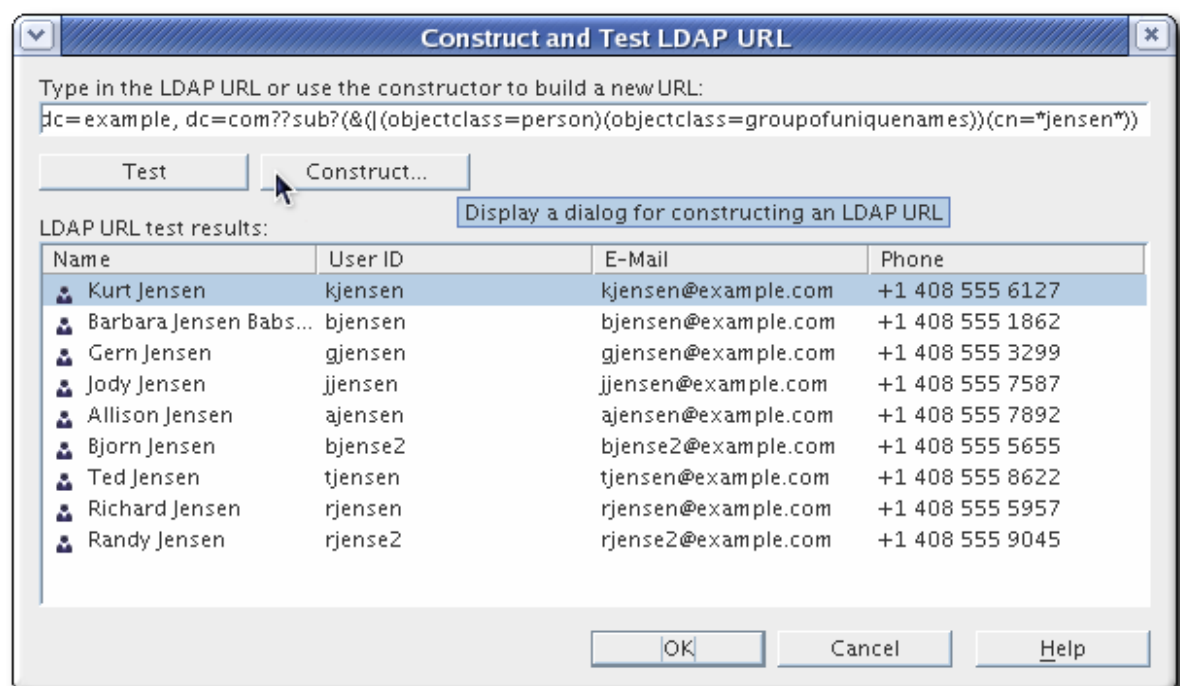 Construct and Test LDAP URL
Type in the LDAP URL or use the constructor to build a new URL:
dc=example, dc=com??sub?(&(|(objectclass=person)(objectclass=groupofuniquenames))(cn=*jensen*))
Test Construct...
Display a dialog for constructing an LDAP URL
LDAP URL test results:
Name User ID E-Mail Phone
Kurt Jensen kjensen kjensen@example.com +1 408 555 6127
Barbara Jensen Babs... bjensen bjensen@example.com +1 408 555 1862
Gern Jensen gjensen gjensen@example.com +1 408 555 3299
Jody Jensen jjensen jjensen@example.com +1 408 555 7587
Allison Jensen ajensen ajensen@example.com +1 408 555 7892
Bjorn Jensen bjense2 bjense2@example.com +1 408 555 5655
Ted Jensen tjensen tjensen@example.com +1 408 555 8622
Richard Jensen rjensen rjensen@example.com +1 408 555 5957
Randy Jensen rjense2 rjense2@example.com +1 408 555 9045
OK Cancel Help